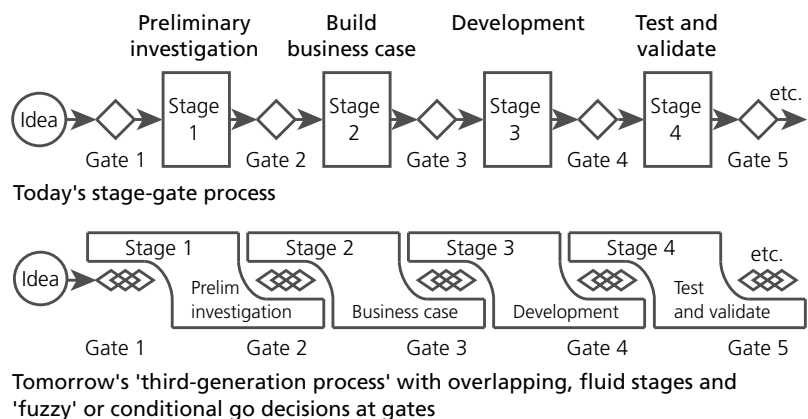 Preliminary investigation
Build business case
Development
Test and validate
Idea
Stage 1
Stage 2
Stage 3
Stage 4
etc.
Gate 1
Gate 2
Gate 3
Gate 4
Gate 5
Today's stage-gate process
Stage 1
Stage 2
Stage 3
Stage 4
etc.
Idea
Prelim investigation
Business case
Development
Test and validate
Gate 1
Gate 2
Gate 3
Gate 4
Gate 5
Tomorrow's 'third-generation process' with overlapping, fluid stages and
'fuzzy' or conditional go decisions at gates